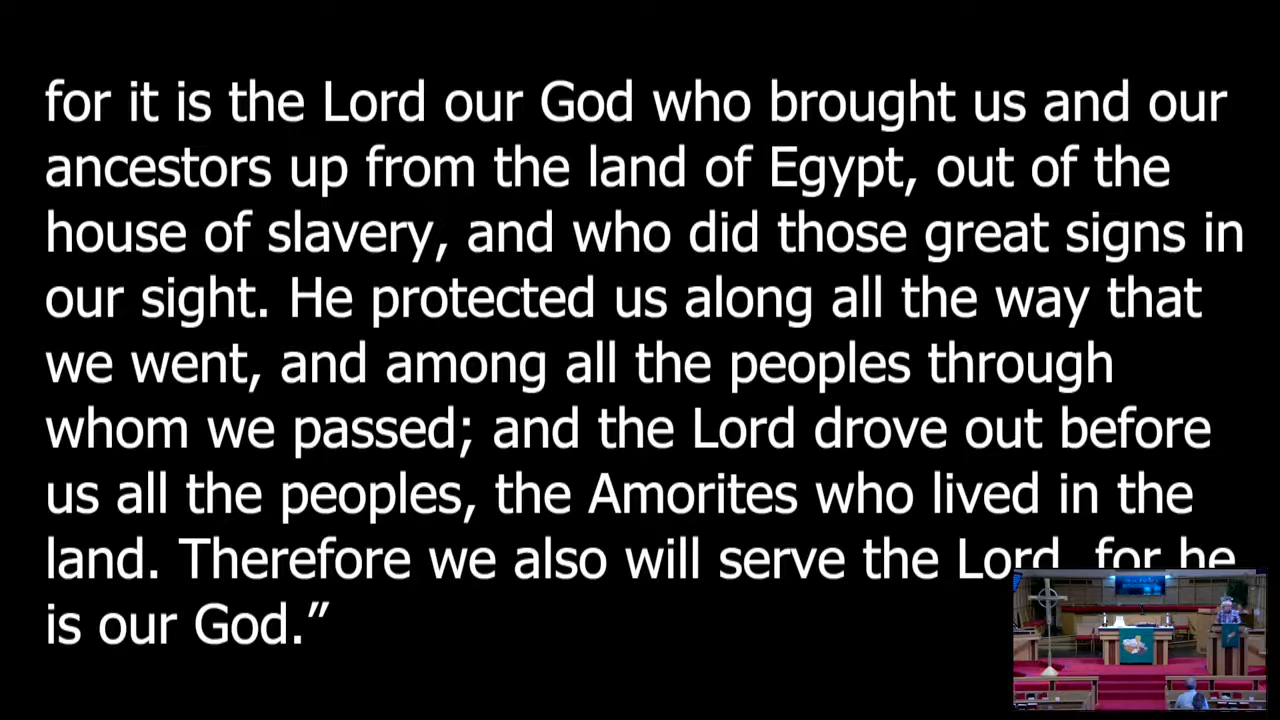 for it is the Lord our God who brought us and our
ancestors up from the land of Egypt, out of the
house of slavery, and who did those great signs in
our sight. He protected us along all the way that
we went, and among all the peoples through
whom we passed; and the Lord drove out before
us all the peoples, the Amorites who lived in the
land. Therefore we also will serve the Lord, for he
is our God.”